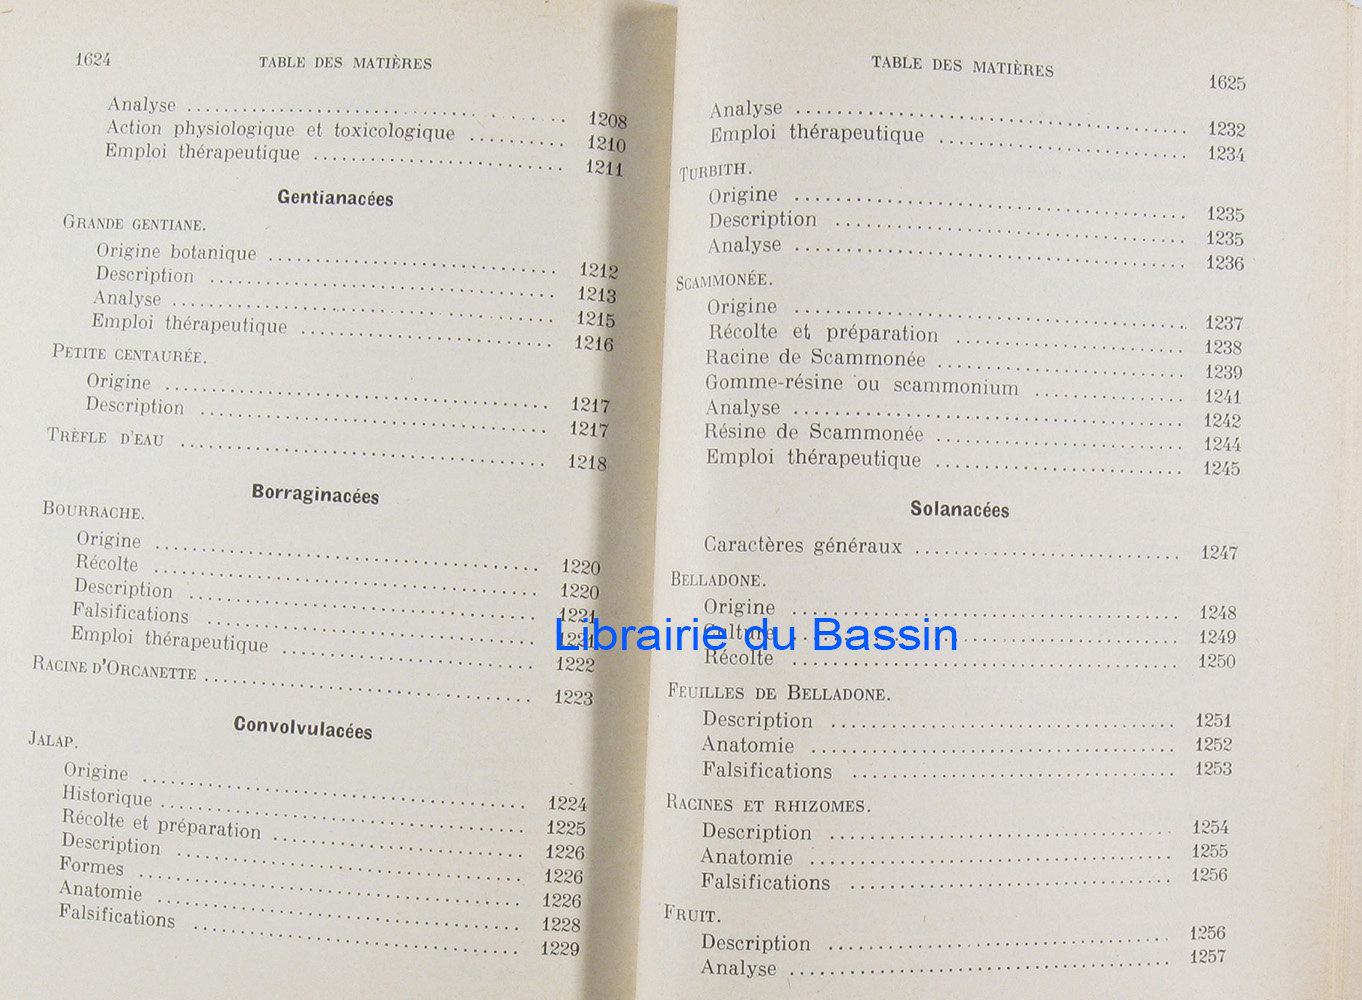 1624 TABLE DES MATIÈRES
Analyse 1208
Action physiologique et toxicologique 1210
Emploi thérapeutique 1211
Gentianacées
GRANDE GENTIANE.
Origine botanique 1212
Description 1213
Analyse 1215
Emploi thérapeutique 1216
PETITE CENTAURÉE.
Origine 1217
Description 1217
TRÈFLE D'EAU 1218
Borraginacées
BOURRACHE.
Origine 1220
Récolte 1220
Description 1221
Falsifications 1221
Emploi thérapeutique 1222
RACINE D'ORCANETTE 1223
Convolvulacées
JALAP.
Origine 1224
Historique 1225
Récolte et préparation 1226
Description 1226
Formes 1226
Anatomie 1228
Falsifications 1229
TABLE DES MATIÈRES 1625
Analyse 1232
Emploi thérapeutique 1234
TURBITH.
Origine 1235
Description 1235
Analyse 1236
SCAMMONÉE.
Origine 1237
Récolte et préparation 1238
Racine de Scammonée 1239
Gomme-résine ou scammonium 1241
Analyse 1242
Résine de Scammonée 1244
Emploi thérapeutique 1245
Solanacées
Caractères généraux 1247
BELLADONE.
Origine 1248
Culture 1249
Récolte 1250
FEUILLES DE BELLADONE.
Description 1251
Anatomie 1252
Falsifications 1253
RACINES ET RHIZOMES.
Description 1254
Anatomie 1255
Falsifications 1256
FRUIT.
Description 1256
Analyse 1257
Librairie du Bassin